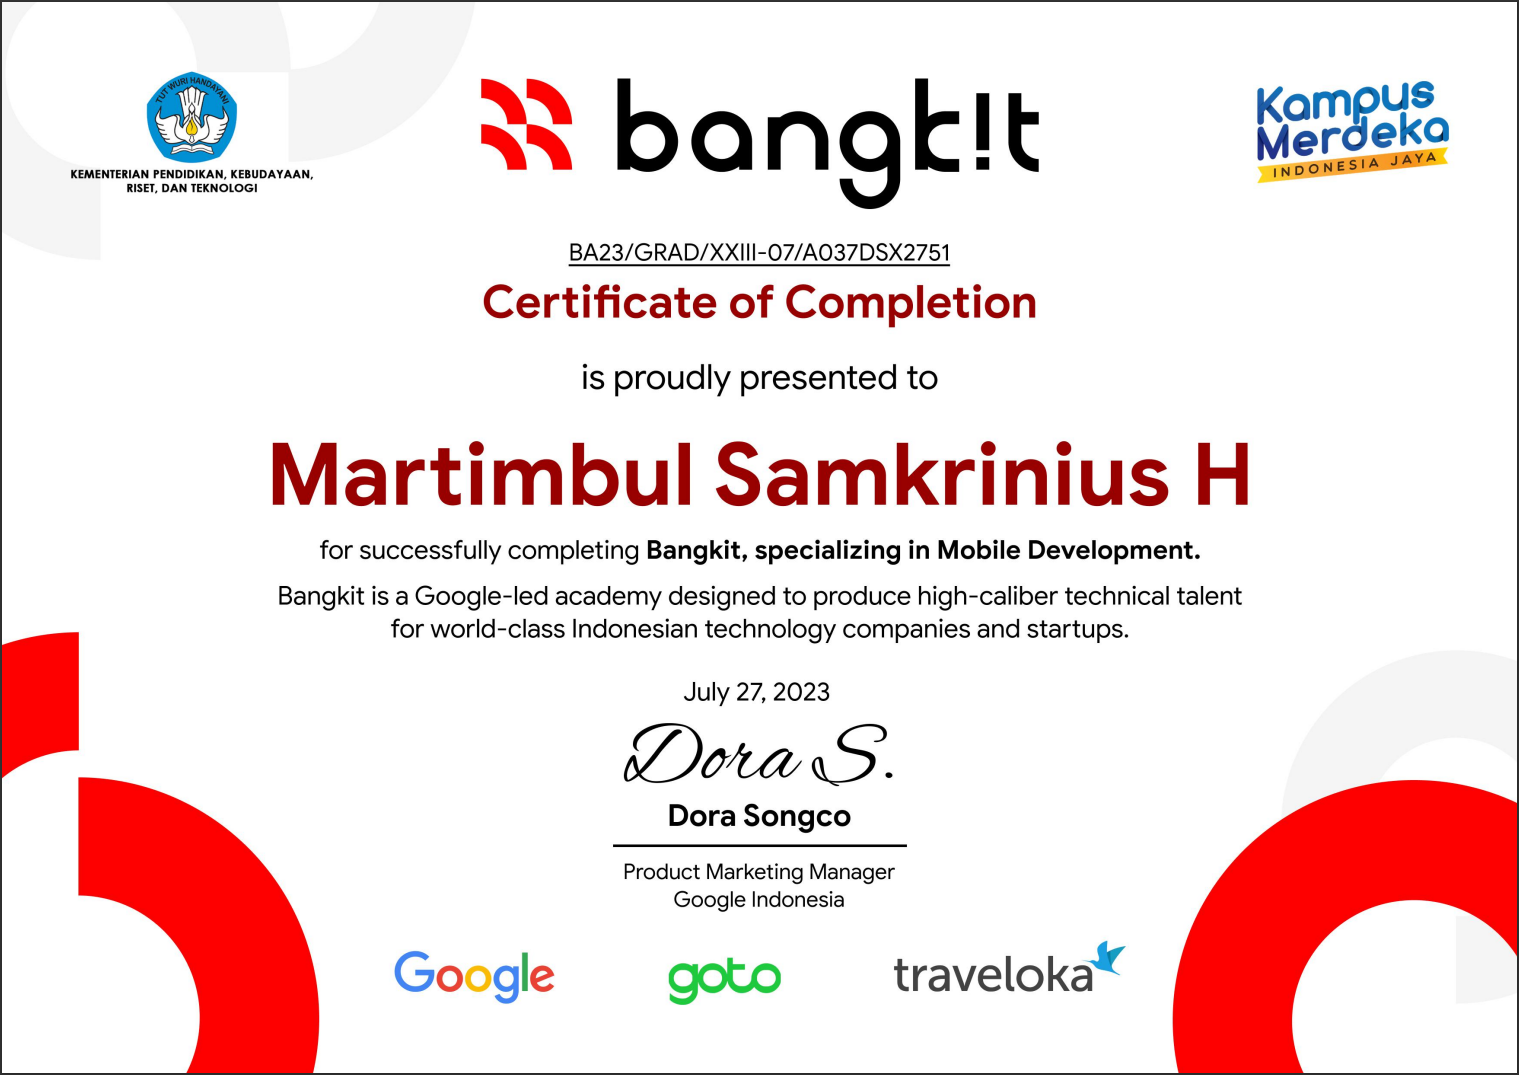 TUT WURI HANDAYANI
KEMENTERIAN PENDIDIKAN, KEBUDAYAAN,
RISET, DAN TEKNOLOGI
bangk!t
Kampus
Merdeka
INDONESIA JAYA
BA23/GRAD/XXIII-07/A037DSX2751
Certificate of Completion
is proudly presented to
Martimbul Samkrinius H
for successfully completing Bangkit, specializing in Mobile Development.
Bangkit is a Google-led academy designed to produce high-caliber technical talent
for world-class Indonesian technology companies and startups.
July 27, 2023
Dora S.
Dora Songco
Product Marketing Manager
Google Indonesia
Google
goto
traveloka